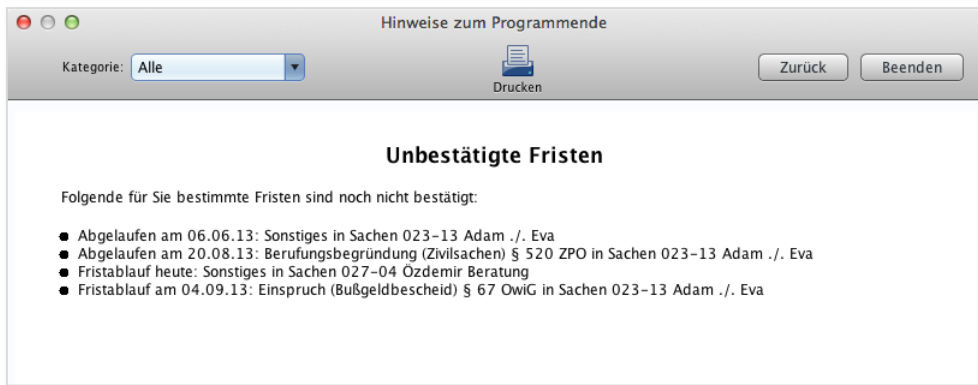 Hinweise zum Programmende
Kategorie: Alle
Drucken
Zurück
Beenden
Unbestätigte Fristen
Folgende für Sie bestimmte Fristen sind noch nicht bestätigt:
Abgelaufen am 06.06.13: Sonstiges in Sachen 023-13 Adam ./. Eva
Abgelaufen am 20.08.13: Berufungsbegründung (Zivilsachen) § 520 ZPO in Sachen 023-13 Adam ./. Eva
Fristablauf heute: Sonstiges in Sachen 027-04 Özdemir Beratung
Fristablauf am 04.09.13: Einspruch (Bußgeldbescheid) § 67 OwiG in Sachen 023-13 Adam ./. Eva